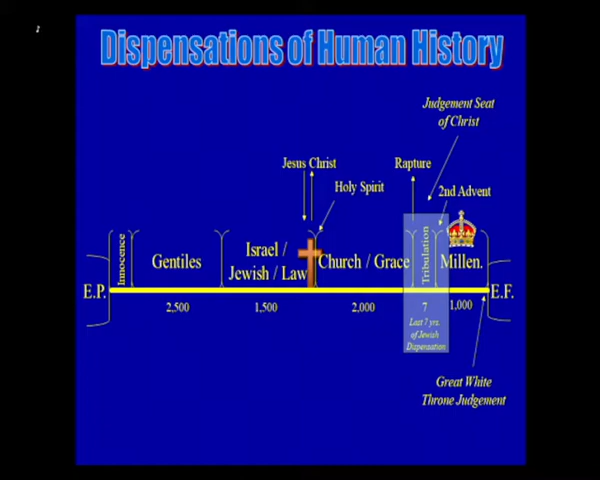 Dispensations of Human History
Judgement Seat
of Christ
Jesus Christ
Rapture
Holy Spirit
2nd Advent
Innocence
Gentiles
Israel /
Jewish / Law
Church / Grace
Tribulation
Millen.
E.P.
E.F.
2,500
1,500
2,000
7
1,000
Last 7 yrs.
of Jewish
Dispensation
Great White
Throne Judgement